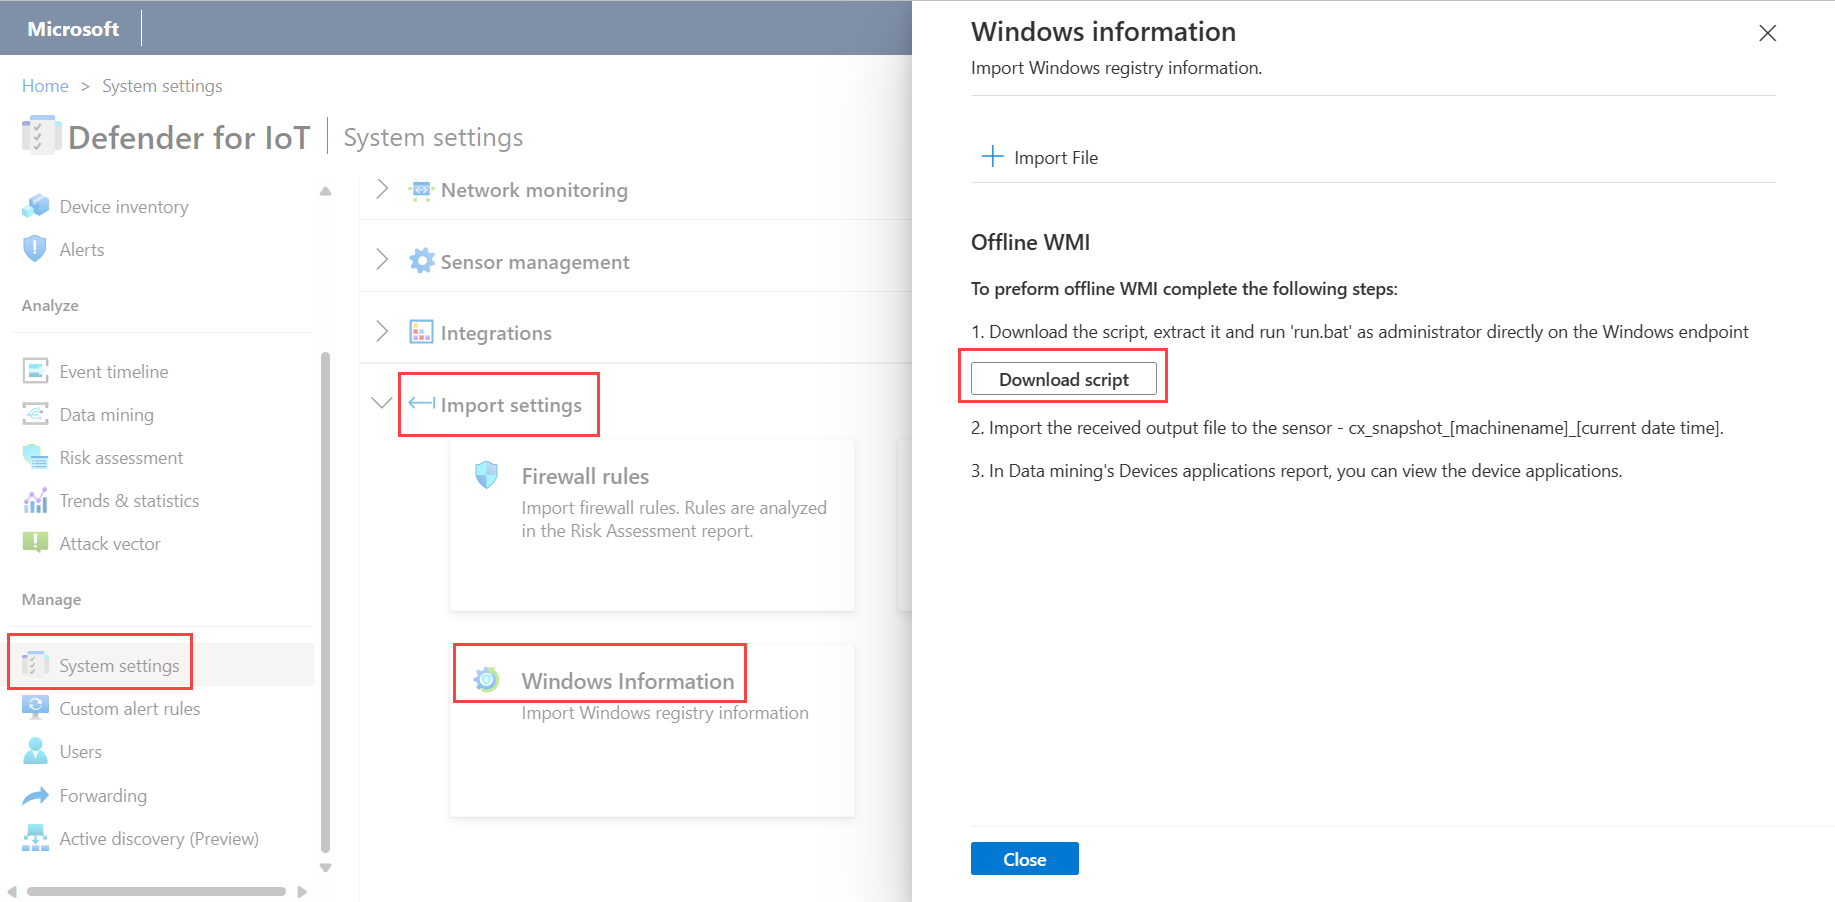 Microsoft
Home > System settings
Defender for IoT | System settings
Device inventory
Alerts
Analyze
Event timeline
Data mining
Risk assessment
Trends & statistics
Attack vector
Manage
System settings
Custom alert rules
Users
Forwarding
Active discovery (Preview)
Network monitoring
Sensor management
Integrations
Import settings
Firewall rules
Import firewall rules. Rules are analyzed
in the Risk Assessment report.
Windows Information
Import Windows registry information
Windows information
Import Windows registry information.
Import File
Offline WMI
To preform offline WMI complete the following steps:
1. Download the script, extract it and run 'run.bat' as administrator directly on the Windows endpoint
Download script
2. Import the received output file to the sensor - cx_snapshot_[machinename]_[current date time].
3. In Data mining's Devices applications report, you can view the device applications.
Close